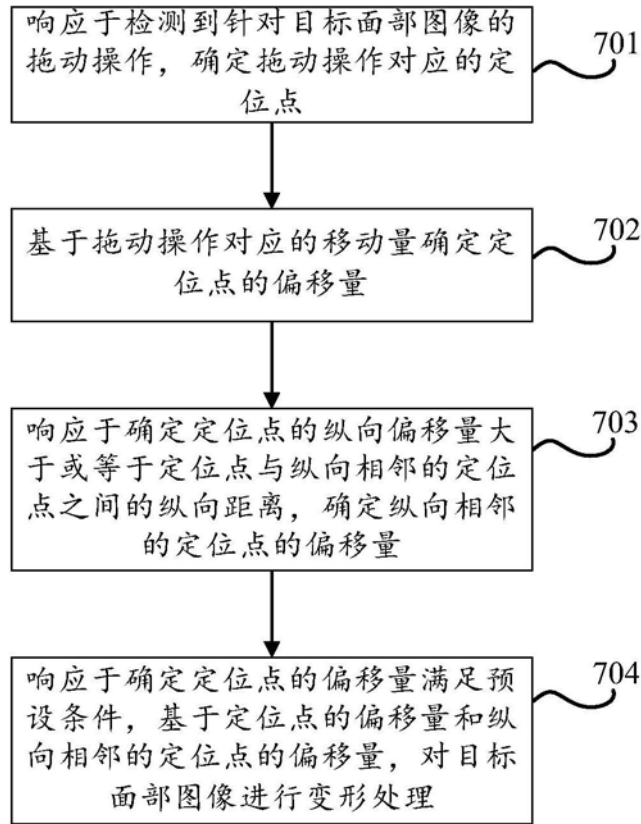 响应于检测到针对目标面部图像的
拖动操作，确定拖动操作对应的定
位点
701
基于拖动操作对应的移动量确定定
位点的偏移量
702
响应于确定定位点的纵向偏移量大
于或等于定位点与纵向相邻的定位
点之间的纵向距离，确定纵向相邻
的定位点的偏移量
703
响应于确定定位点的偏移量满足预
设条件，基于定位点的偏移量和纵
向相邻的定位点的偏移量，对目标
面部图像进行变形处理
704